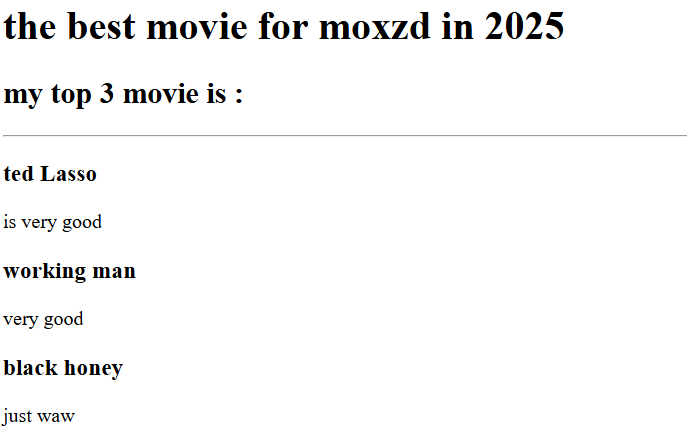 the best movie for moxzd in 2025
my top 3 movie is :
ted Lasso
is very good
working man
very good
black honey
just waw